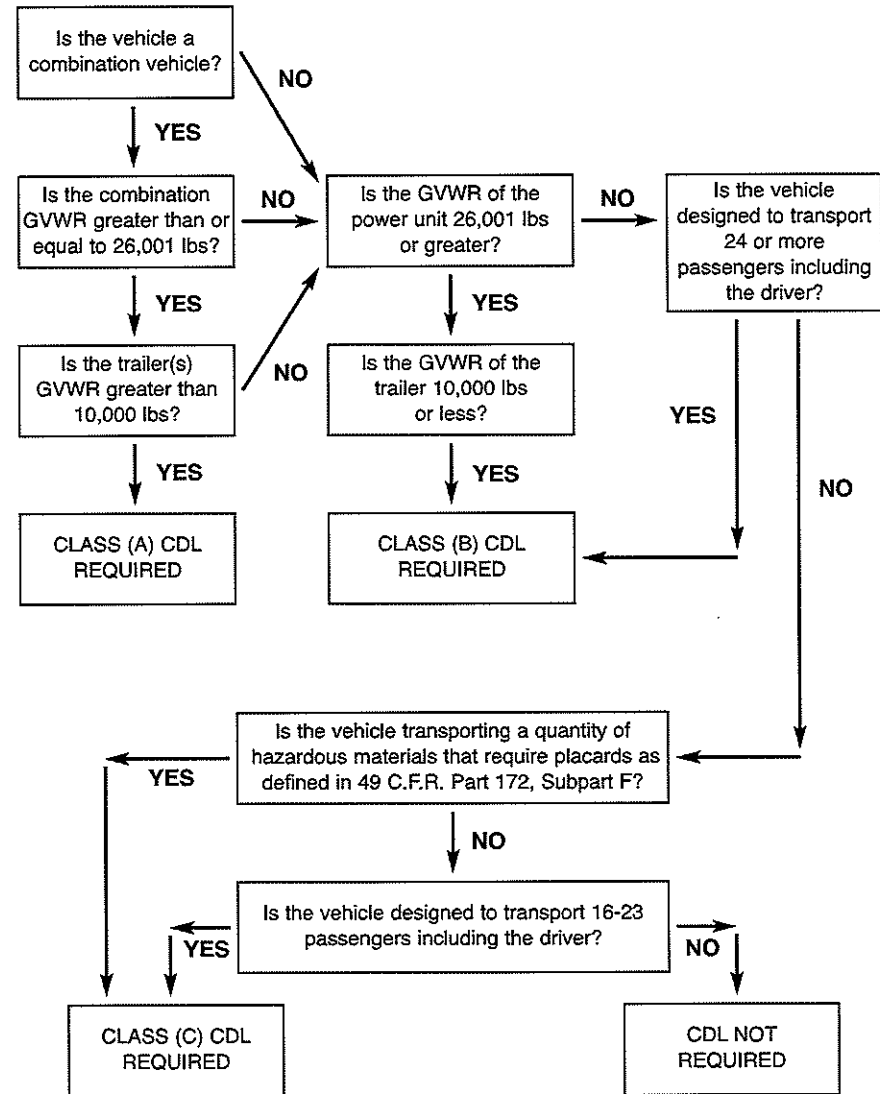 Is the vehicle a
combination vehicle?
NO
YES
Is the combination
GVWR greater than or
equal to 26,001 lbs?
NO
Is the GVWR of the
power unit 26,001 lbs
or greater?
NO
Is the vehicle
designed to transport
24 or more
passengers including
the driver?
YES
YES
Is the trailer(s)
GVWR greater than
10,000 lbs?
NO
Is the GVWR of the
trailer 10,000 lbs
or less?
YES
NO
YES
YES
CLASS (A) CDL
REQUIRED
CLASS (B) CDL
REQUIRED
Is the vehicle transporting a quantity of
hazardous materials that require placards as
defined in 49 C.F.R. Part 172, Subpart F?
YES
NO
Is the vehicle designed to transport 16-23
passengers including the driver?
YES
NO
CLASS (C) CDL
REQUIRED
CDL NOT
REQUIRED